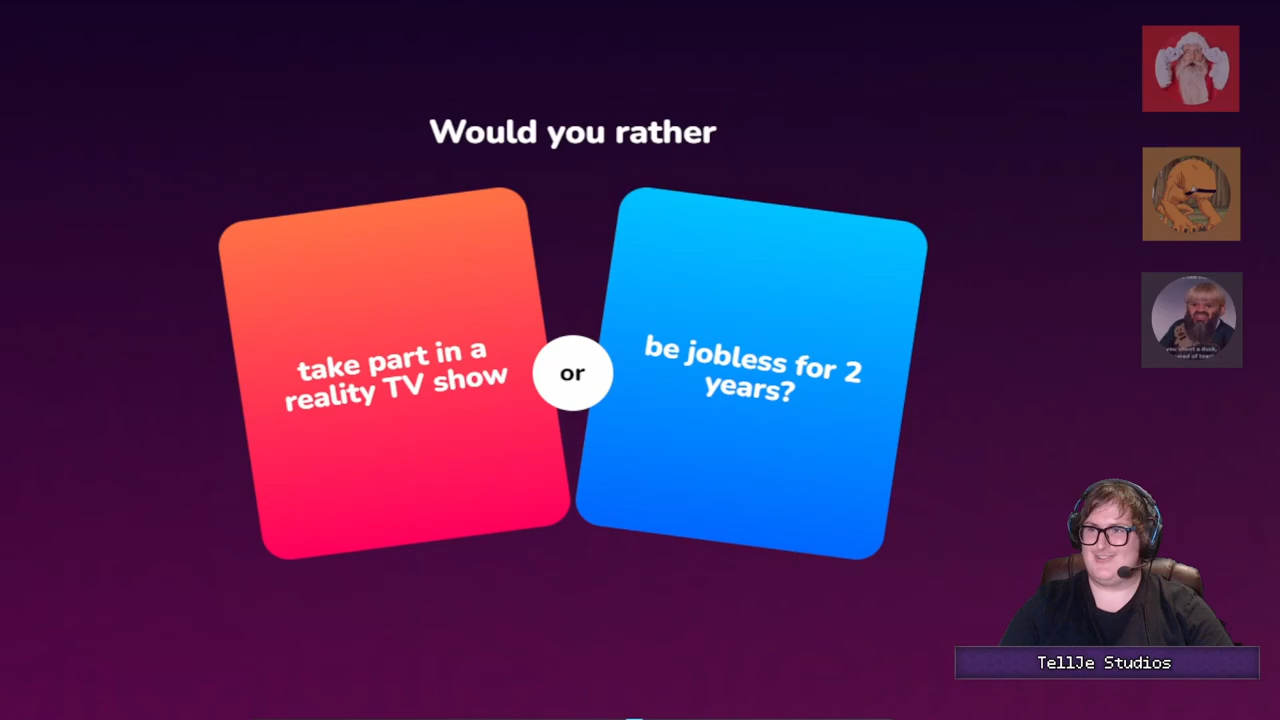 Would you rather
take part in a
reality TV show
or
be jobless for 2
years?
TellJe Studios